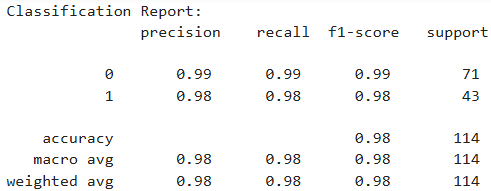 Classification Report:
precision recall f1-score support
0 0.99 0.99 0.99 71
1 0.98 0.98 0.98 43
accuracy 0.98 114
macro avg 0.98 0.98 0.98 114
weighted avg 0.98 0.98 0.98 114